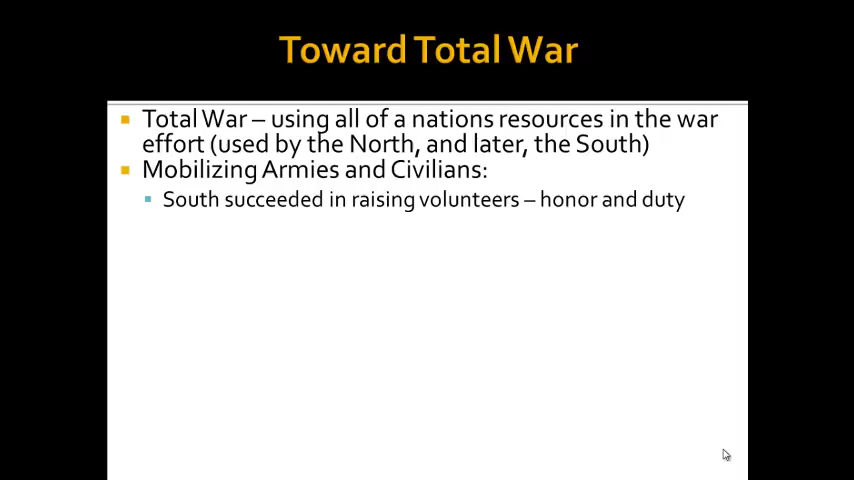 Toward Total War
Total War – using all of a nations resources in the war
effort (used by the North, and later, the South)
Mobilizing Armies and Civilians:
South succeeded in raising volunteers – honor and duty